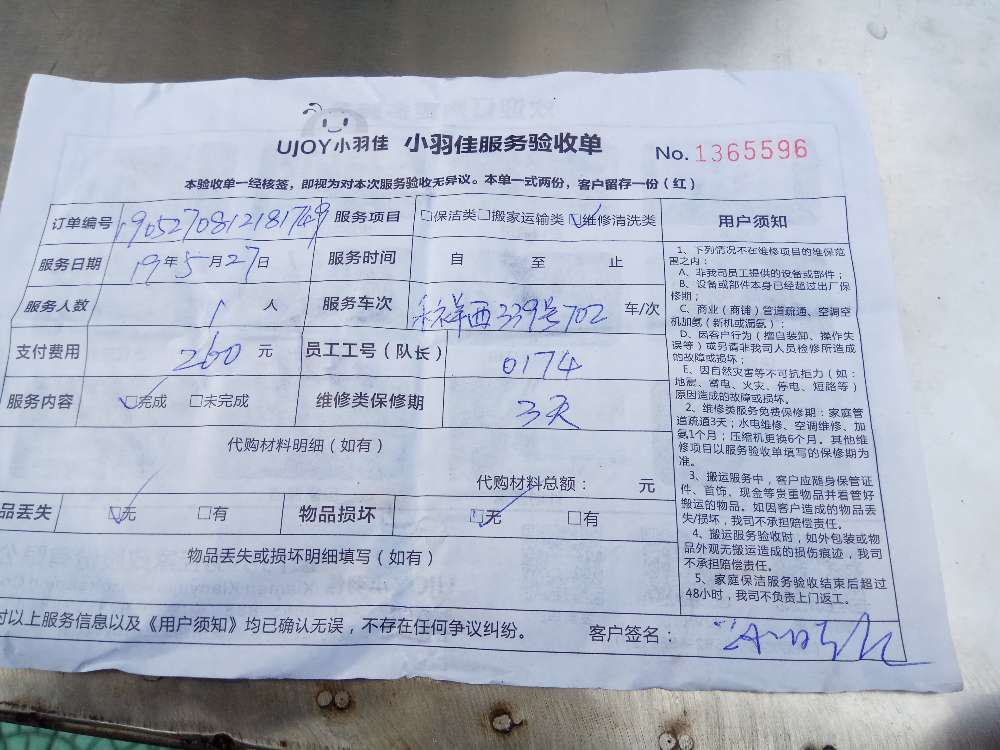 UJOY小羽佳 小羽佳服务验收单 No. 1365596
本验收单一经核签，即视为对本次服务验收无异议。本单一式两份，客户留存一份（红）
订单编号 190527081218174 服务项目 □保洁类□搬家运输类□维修清洗类
服务日期 19年5月27日 服务时间 自 至 止
服务人数 1 人 服务车次 禾祥西339号702 车/次
支付费用 260 元 员工工号（队长） 0174
服务内容 □完成 □未完成 维修类保修期 3天
代购材料明细（如有）
代购材料总额： 元
品丢失 □无 □有 物品损坏 □无 □有
物品丢失或损坏明细填写（如有）
对以上服务信息以及《用户须知》均已确认无误，不存在任何争议纠纷。 客户签名：
用户须知
1、下列情况不在维修项目的维保范
围之内：
A、非我司员工提供的设备或部件；
B、设备或部件本身已经超过出厂保
修期；
C、商业（商铺）管道疏通、空调空
机加氨（新机或漏氨）；
D、因客户行为（擅自装卸、操作失
误等）或另请非我司人员检修所造成
的故障或损坏；
E、因自然灾害等不可抗拒力（如：
地震、雷电、火灾、停电、短路等）
原因造成的故障或损坏。
2、维修类服务免费保修期：家庭管
道疏通3天；水电维修、空调维修、加
氨1个月；压缩机更换6个月。其他维
修项目以服务验收单填写的保修期为
准。
3、搬运服务中，客户应随身保管证
件、首饰、现金等贵重物品并看管好
搬运的物品。如因客户造成的物品丢
失/损坏，我司不承担赔偿责任。
4、搬运服务验收时，如外包装或物
品外观无搬运造成的损伤痕迹，我司
不承担赔偿责任。
5、家庭保洁服务验收结束后超过
48小时，我司不负责上门返工。